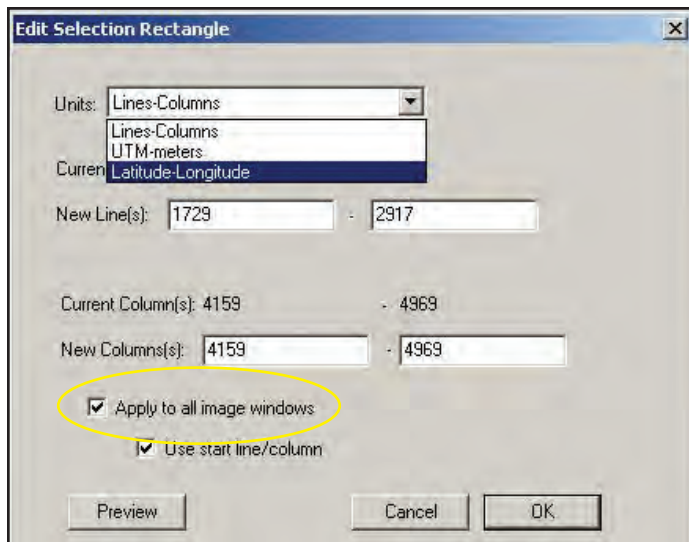 Edit Selection Rectangle
Units: Lines-Columns
Lines-Columns
UTM-meters
Curren Latitude-Longitude
New Line(s): 1729 - 2917
Current Column(s): 4159 - 4969
New Columns(s): 4159 - 4969
Apply to all image windows
Use start line/column
Preview Cancel OK